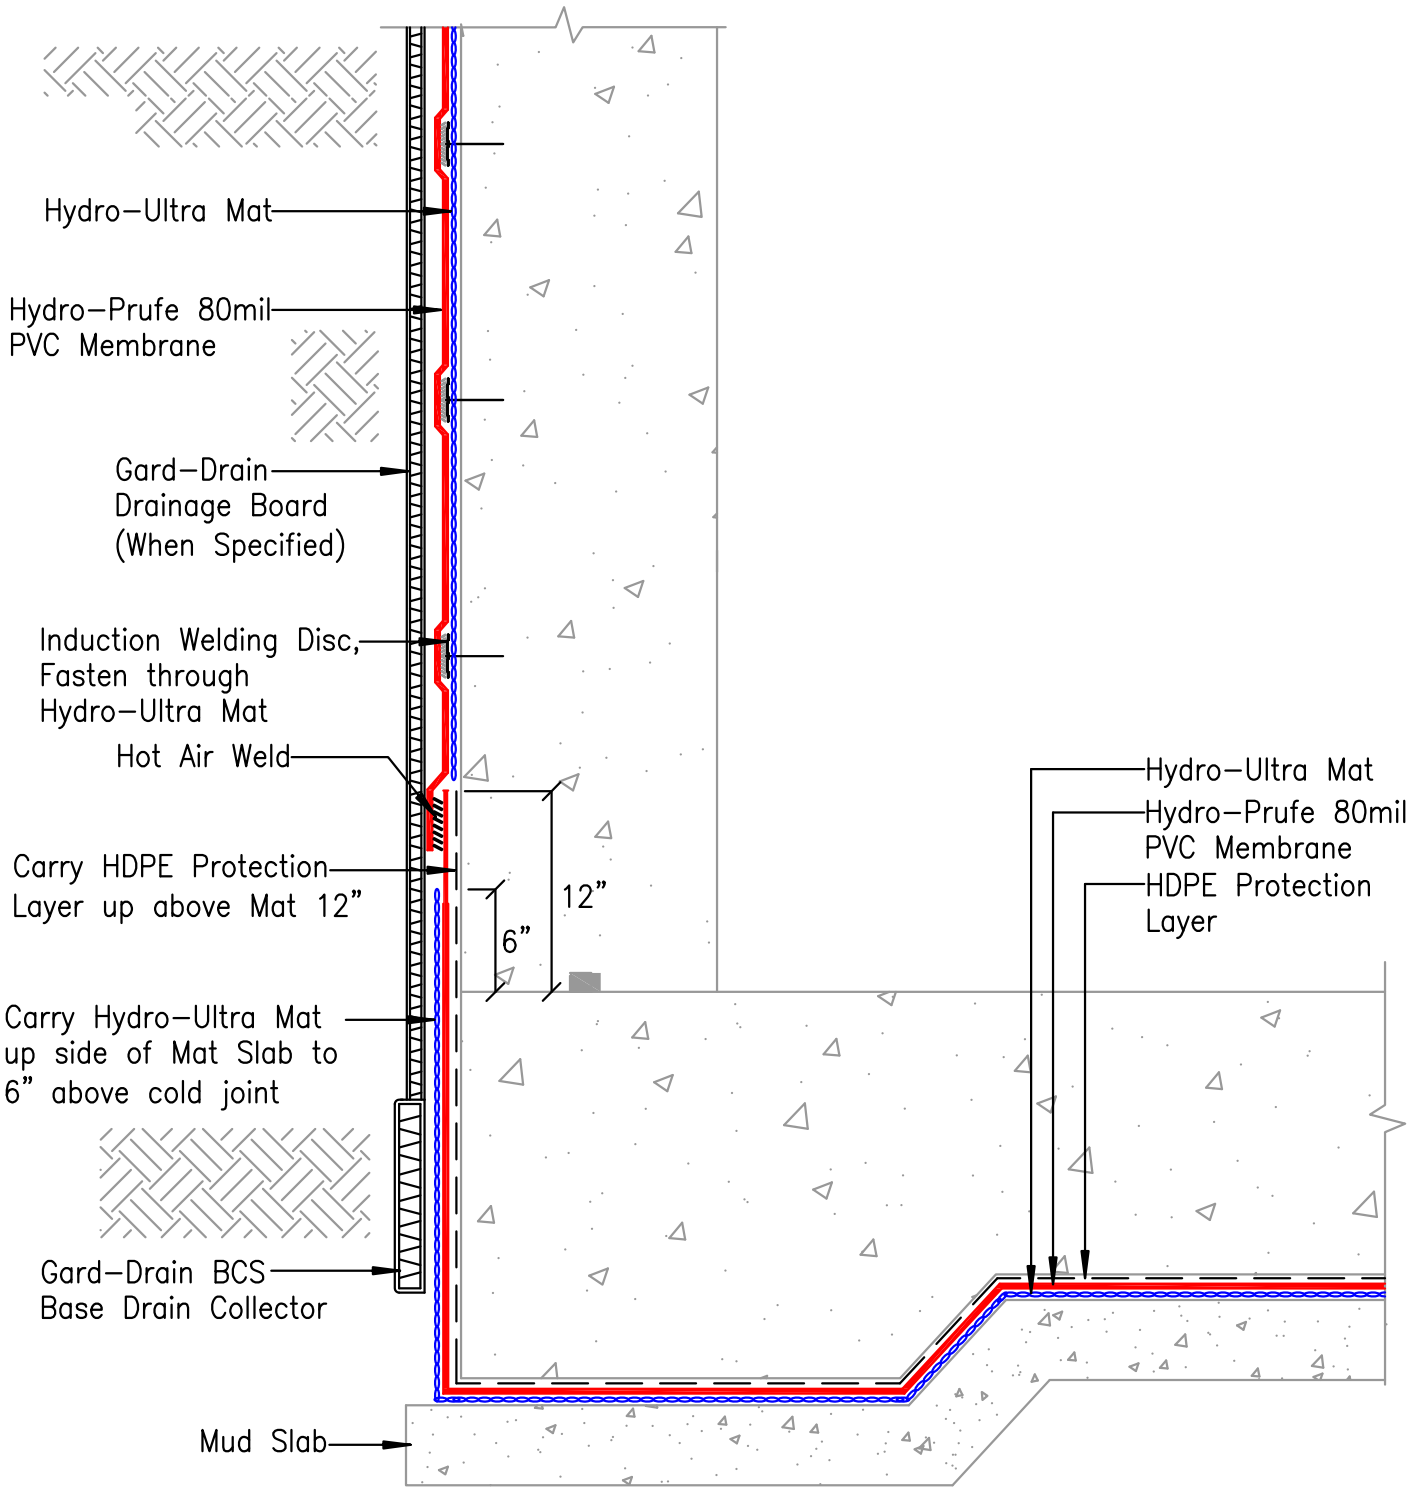 Hydro-Ultra Mat
Hydro-Prufe 80mil
PVC Membrane
Gard-Drain
Drainage Board
(When Specified)
Induction Welding Disc,
Fasten through
Hydro-Ultra Mat
Hot Air Weld
Carry HDPE Protection
Layer up above Mat 12”
12”
6”
Carry Hydro-Ultra Mat
up side of Mat Slab to
6” above cold joint
Gard-Drain BCS
Base Drain Collector
Mud Slab
Hydro-Ultra Mat
Hydro-Prufe 80mil
PVC Membrane
HDPE Protection
Layer